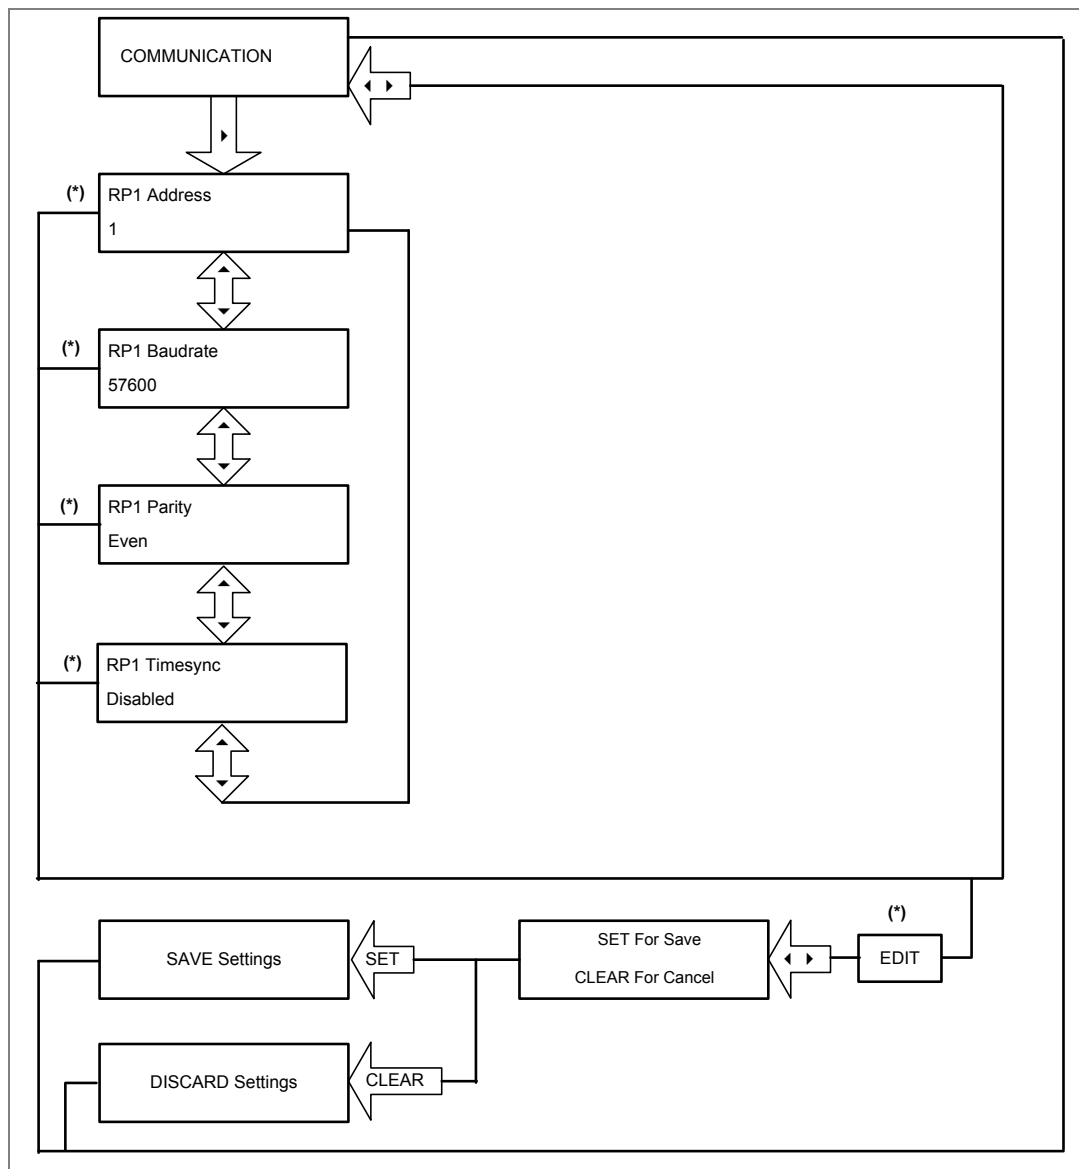 COMMUNICATION
(*)
RP1 Address
1
(*)
RP1 Baudrate
57600
(*)
RP1 Parity
Even
(*)
RP1 Timesync
Disabled
(*)
SAVE Settings
SET
SET For Save
CLEAR For Cancel
EDIT
DISCARD Settings
CLEAR